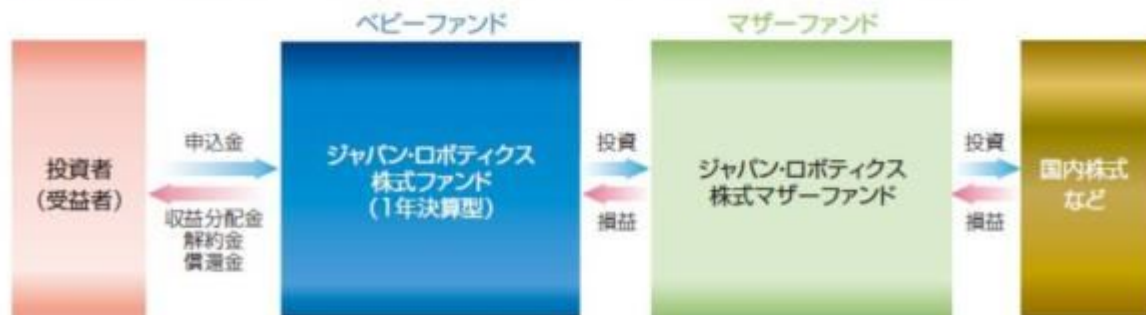 ベビーファンド
マザーファンド
投資者
(受益者)
申込金
収益分配金
解約金
償還金
ジャパン・ロボティクス
株式ファンド
(1年決算型)
投資
損益
ジャパン・ロボティクス
株式マザーファンド
投資
損益
国内株式
など